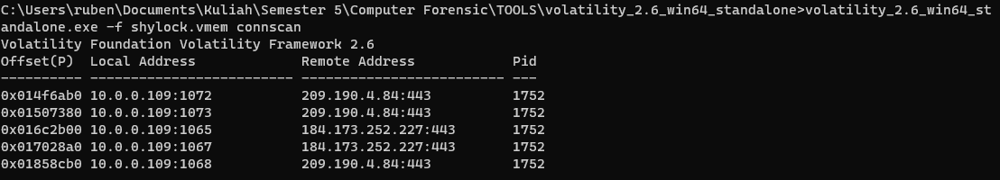 C:\Users\ruben\Documents\Kuliah\Semester 5\Computer Forensic\TOOLS\volatility_2.6_win64_standalone>volatility_2.6_win64_st
andalone.exe -f shylock.vmem connscan
Volatility Foundation Volatility Framework 2.6
Offset(P)  Local Address             Remote Address            Pid
---------- ------------------------- ------------------------- ---
0x014f6ab0 10.0.0.109:1072           209.190.4.84:443          1752
0x01507380 10.0.0.109:1073           209.190.4.84:443          1752
0x016c2b00 10.0.0.109:1065           184.173.252.227:443       1752
0x017028a0 10.0.0.109:1067           184.173.252.227:443       1752
0x01858cb0 10.0.0.109:1068           209.190.4.84:443          1752